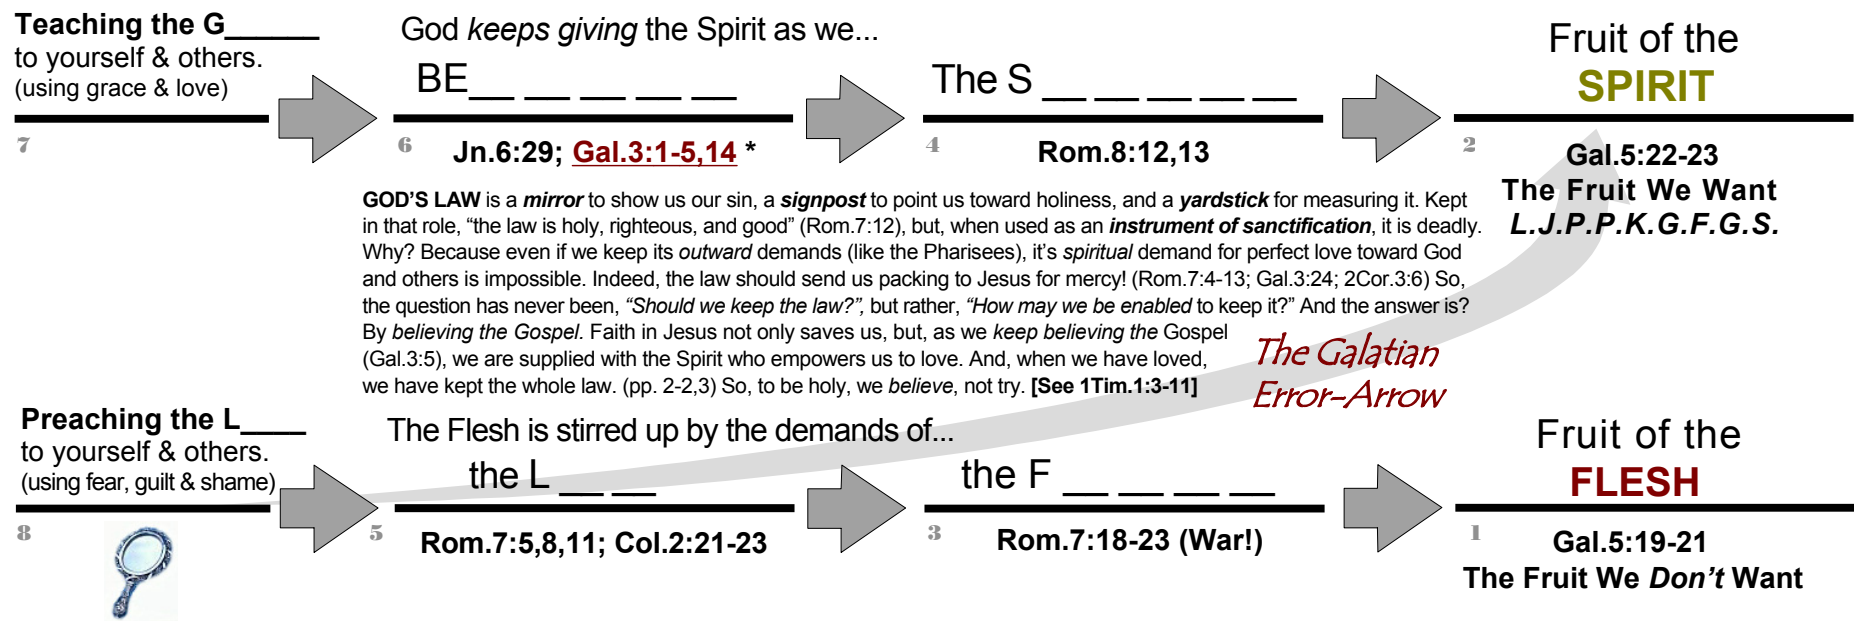 Teaching the G______
to yourself & others.
(using grace & love)
7
God keeps giving the Spirit as we...
BE__ __ __ __ __
6
Jn.6:29; Gal.3:1-5,14 *
The S __ __ __ __ __
4
Rom.8:12,13
Fruit of the
SPIRIT
2
Gal.5:22-23
The Fruit We Want
L.J.P.P.K.G.F.G.S.
GOD'S LAW is a mirror to show us our sin, a signpost to point us toward holiness, and a yardstick for measuring it. Kept
in that role, “the law is holy, righteous, and good” (Rom.7:12), but, when used as an instrument of sanctification, it is deadly.
Why? Because even if we keep its outward demands (like the Pharisees), it's spiritual demand for perfect love toward God
and others is impossible. Indeed, the law should send us packing to Jesus for mercy! (Rom.7:4-13; Gal.3:24; 2Cor.3:6) So,
the question has never been, “Should we keep the law?”, but rather, “How may we be enabled to keep it?” And the answer is?
By believing the Gospel. Faith in Jesus not only saves us, but, as we keep believing the Gospel
(Gal.3:5), we are supplied with the Spirit who empowers us to love. And, when we have loved,
we have kept the whole law. (pp. 2-2,3) So, to be holy, we believe, not try. [See 1Tim.1:3-11]
The Galatian
Error-Arrow
Preaching the L____
to yourself & others.
(using fear, guilt & shame)
8
The Flesh is stirred up by the demands of...
the L __ __
5
Rom.7:5,8,11; Col.2:21-23
the F __ __ __ __
3
Rom.7:18-23 (War!)
Fruit of the
FLESH
1
Gal.5:19-21
The Fruit We Don't Want